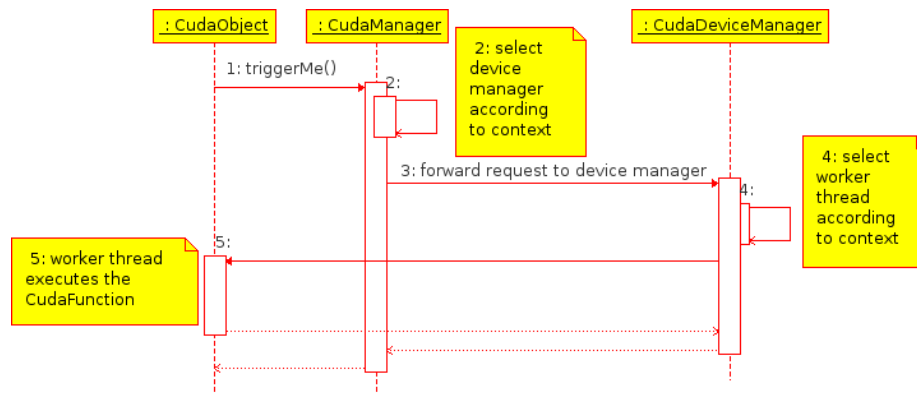 : CudaObject
: CudaManager
: CudaDeviceManager
1: triggerMe()
2:
2: select
device
manager
according
to context
3: forward request to device manager
4:
4: select
worker
thread
according
to context
5:
5: worker thread
executes the
CudaFunction